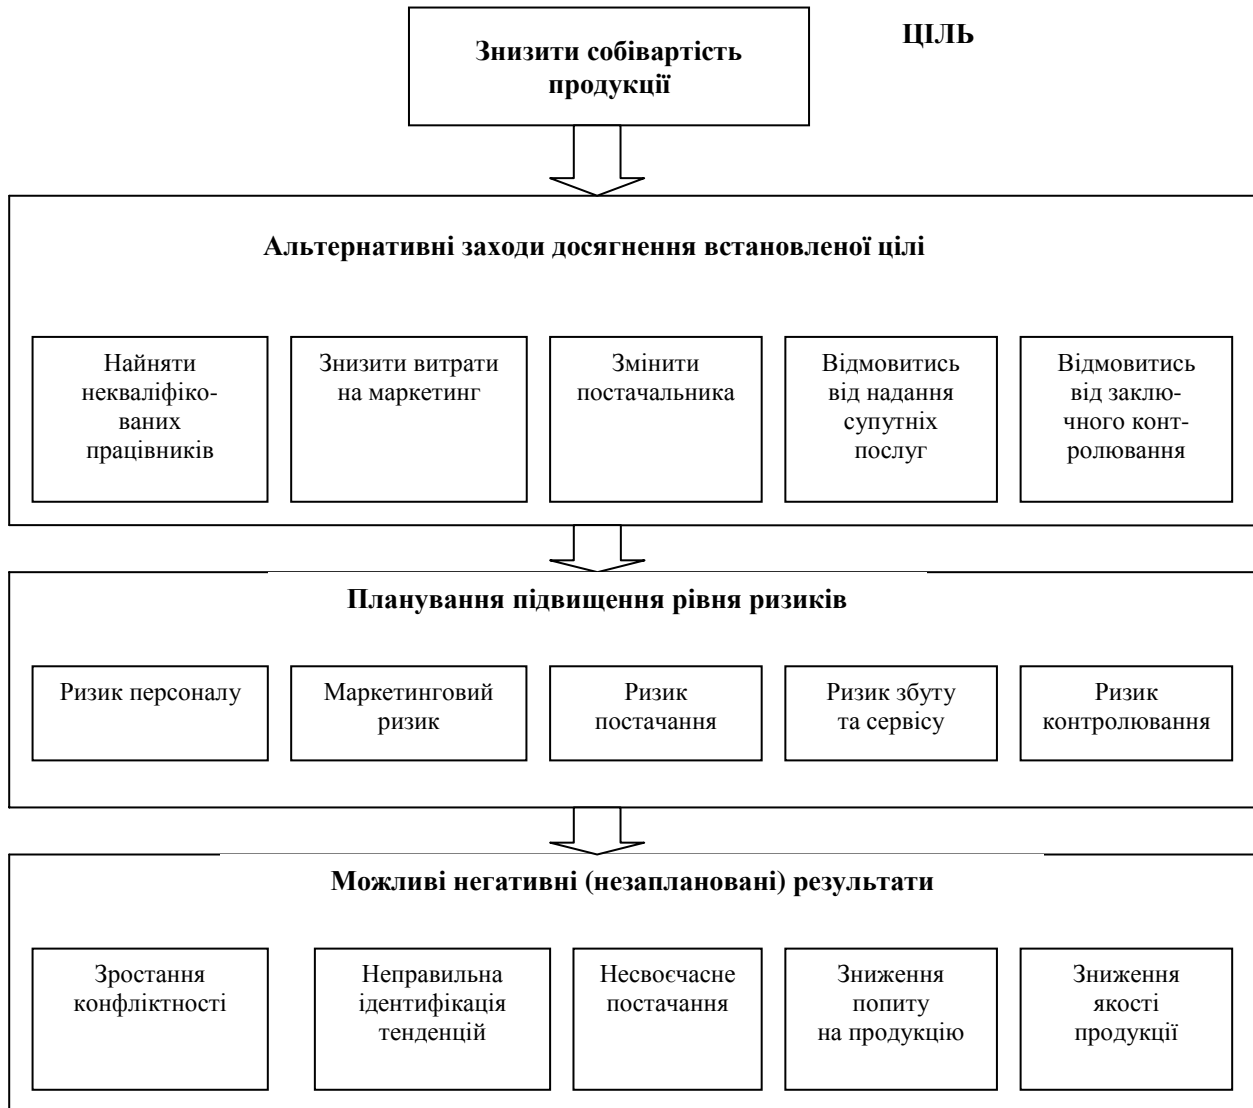 ЦІЛЬ
Знизити собівартість
продукції
Альтернативні заходи досягнення встановленої цілі
Найняти
некваліфіко-
ваних
працівників
Знизити витрати
на маркетинг
Змінити
постачальника
Відмовитись
від надання
супутніх
послуг
Відмовитись
від заклю-
чного конт-
ролювання
Планування підвищення рівня ризиків
Ризик персоналу
Маркетинговий
ризик
Ризик
постачання
Ризик збуту
та сервісу
Ризик
контролювання
Можливі негативні (незаплановані) результати
Зростання
конфліктності
Неправильна
ідентифікація
тенденцій
Несвоєчасне
постачання
Зниження
попиту
на продукцію
Зниження
якості
продукції